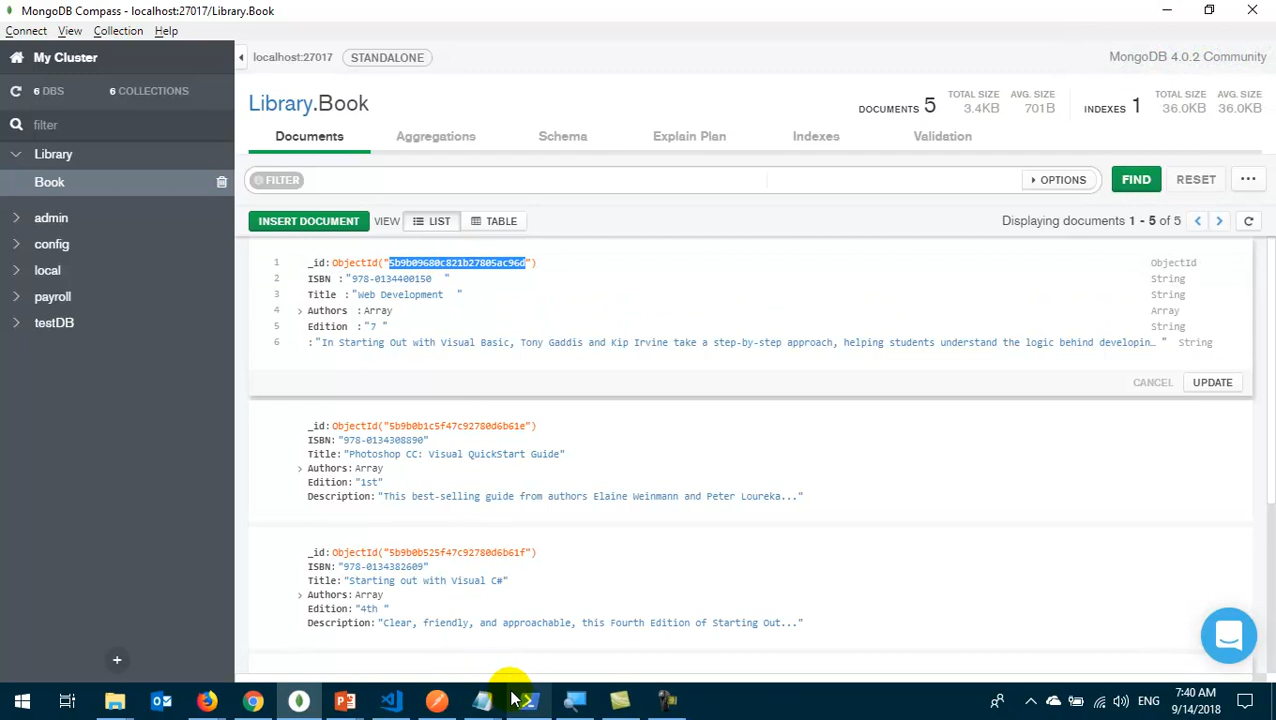 MongoDB Compass - localhost:27017/Library.Book
Connect View Collection Help
My Cluster
localhost:27017 STANDALONE
MongoDB 4.0.2 Community
6 DBS 6 COLLECTIONS
filter
Library
Book
admin
config
local
payroll
testDB
Library.Book
DOCUMENTS 5
TOTAL SIZE AVG. SIZE
3.4KB 701B
INDEXES 1
TOTAL SIZE AVG. SIZE
36.0KB 36.0KB
Documents Aggregations Schema Explain Plan Indexes Validation
FILTER OPTIONS FIND RESET ...
INSERT DOCUMENT VIEW LIST TABLE Displaying documents 1 - 5 of 5
1 _id: ObjectId("5b9b09680c821b27805ac96d") ObjectId
2 ISBN :"978-0134400150 " String
3 Title :"Web Development " String
4 Authors :Array Array
5 Edition :"7 " String
6 :"In Starting Out with Visual Basic, Tony Gaddis and Kip Irvine take a step-by-step approach, helping students understand the logic behind developin… " String
CANCEL UPDATE
_id: ObjectId("5b9b0b1c5f47c92780d6b61e")
ISBN: "978-0134308890"
Title: "Photoshop CC: Visual QuickStart Guide"
Authors: Array
Edition: "1st"
Description: "This best-selling guide from authors Elaine Weinmann and Peter Loureka..."
_id: ObjectId("5b9b0b525f47c92780d6b61f")
ISBN: "978-0134382609"
Title: "Starting out with Visual C#"
Authors: Array
Edition: "4th "
Description: "Clear, friendly, and approachable, this Fourth Edition of Starting Out..."
ENG
7:40 AM
9/14/2018